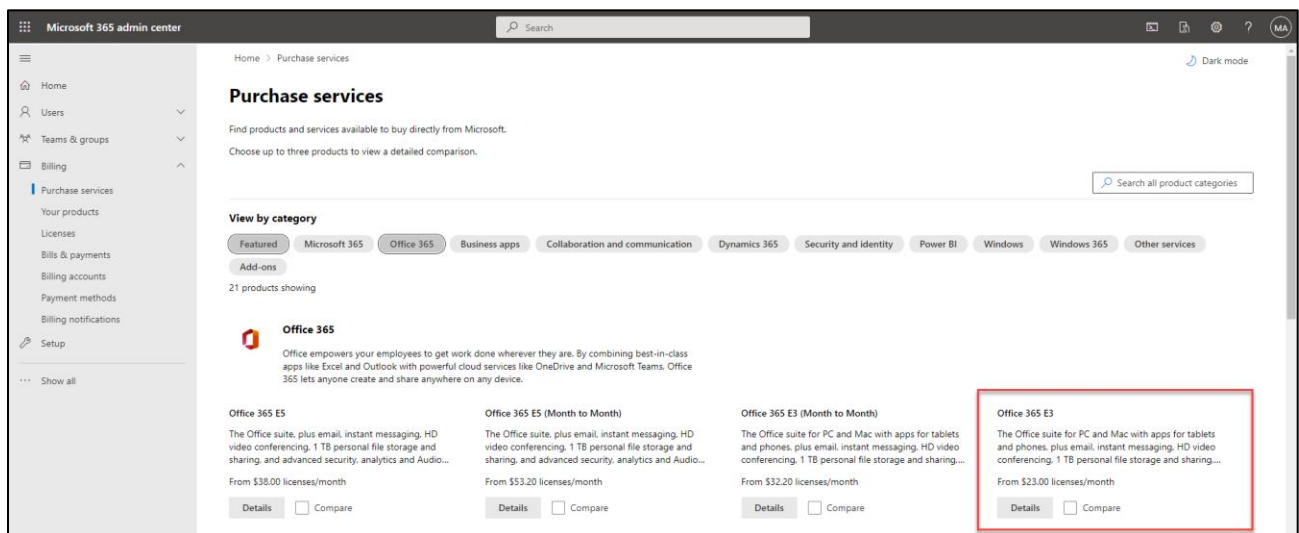 Microsoft 365 admin center
Search
MA
Home > Purchase services
Dark mode
Home
Users
Teams & groups
Billing
Purchase services
Your products
Licenses
Bills & payments
Billing accounts
Payment methods
Billing notifications
Setup
Show all
Purchase services
Find products and services available to buy directly from Microsoft.
Choose up to three products to view a detailed comparison.
Search all product categories
View by category
Featured
Microsoft 365
Office 365
Business apps
Collaboration and communication
Dynamics 365
Security and identity
Power BI
Windows
Windows 365
Other services
Add-ons
21 products showing
Office 365
Office empowers your employees to get work done wherever they are. By combining best-in-class
apps like Excel and Outlook with powerful cloud services like OneDrive and Microsoft Teams, Office
365 lets anyone create and share anywhere on any device.
Office 365 E5
The Office suite, plus email, instant messaging, HD
video conferencing, 1 TB personal file storage and
sharing, and advanced security, analytics and Audio...
From $38.00 licenses/month
Details
Compare
Office 365 E5 (Month to Month)
The Office suite, plus email, instant messaging, HD
video conferencing, 1 TB personal file storage and
sharing, and advanced security, analytics and Audio...
From $53.20 licenses/month
Details
Compare
Office 365 E3 (Month to Month)
The Office suite for PC and Mac with apps for tablets
and phones, plus email, instant messaging, HD video
conferencing, 1 TB personal file storage and sharing....
From $32.20 licenses/month
Details
Compare
Office 365 E3
The Office suite for PC and Mac with apps for tablets
and phones, plus email, instant messaging, HD video
conferencing, 1 TB personal file storage and sharing....
From $23.00 licenses/month
Details
Compare